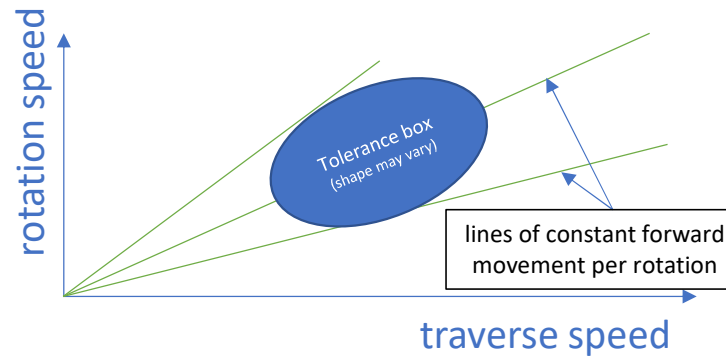 rotation speed
Tolerance box
(shape may vary)
lines of constant forward
movement per rotation
traverse speed